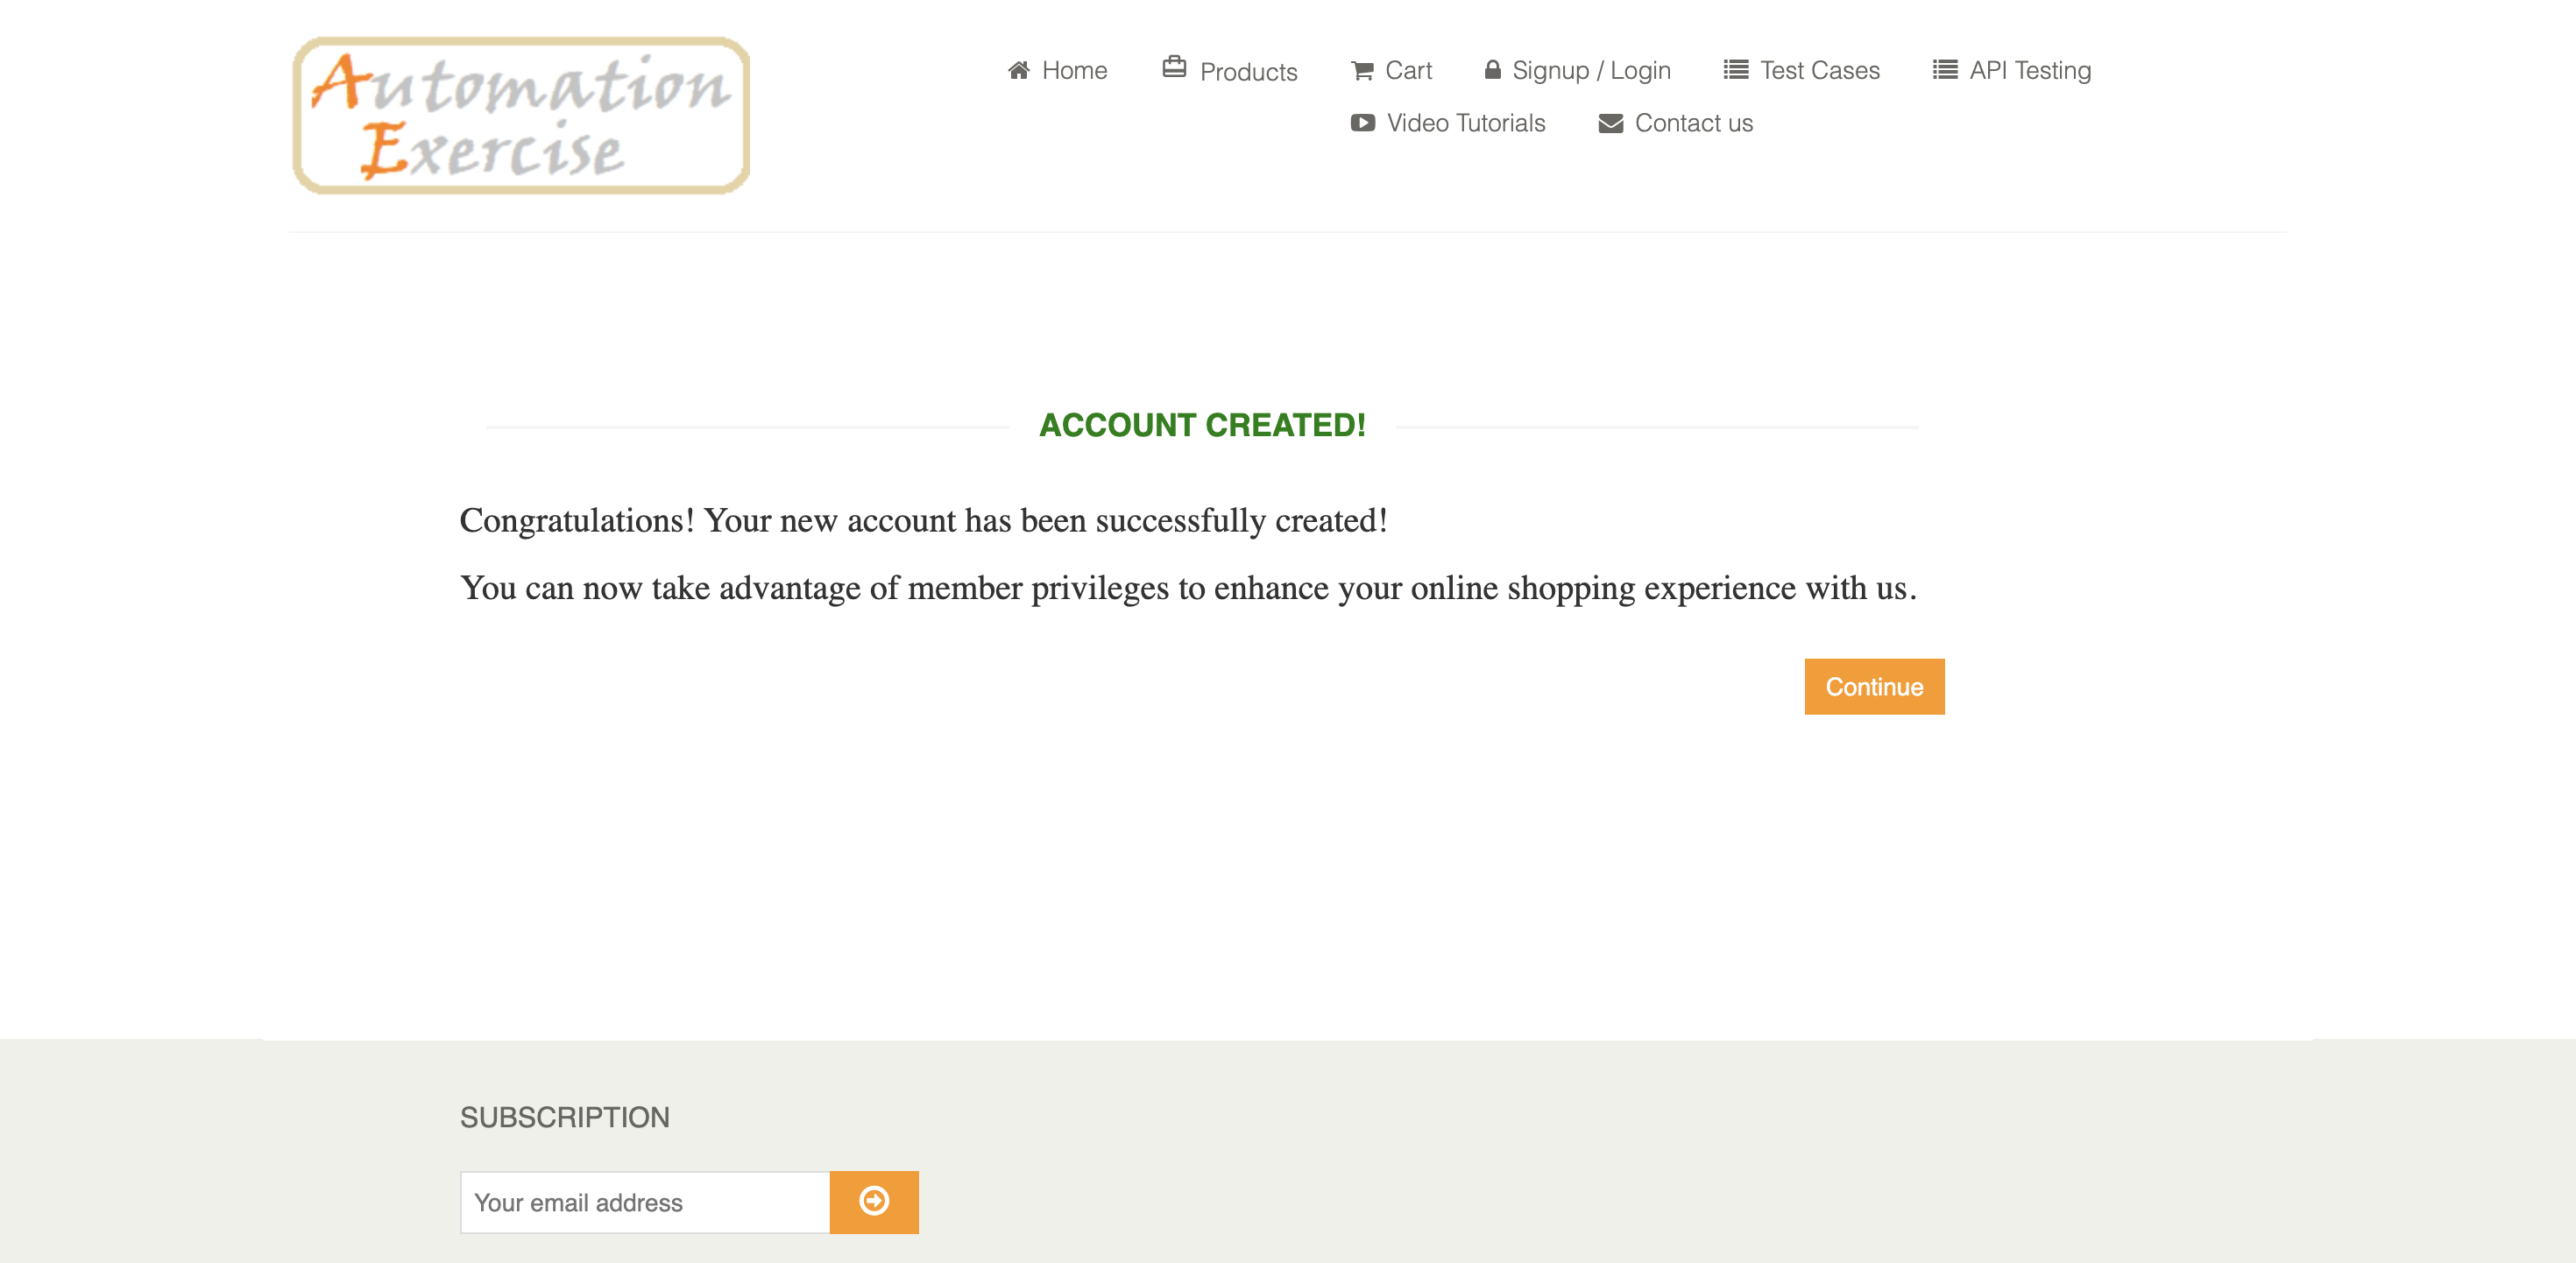 Automation
Exercise
Home
Products
Cart
Signup / Login
Test Cases
API Testing
Video Tutorials
Contact us
ACCOUNT CREATED!
Congratulations! Your new account has been successfully created!
You can now take advantage of member privileges to enhance your online shopping experience with us.
Continue
SUBSCRIPTION
Your email address